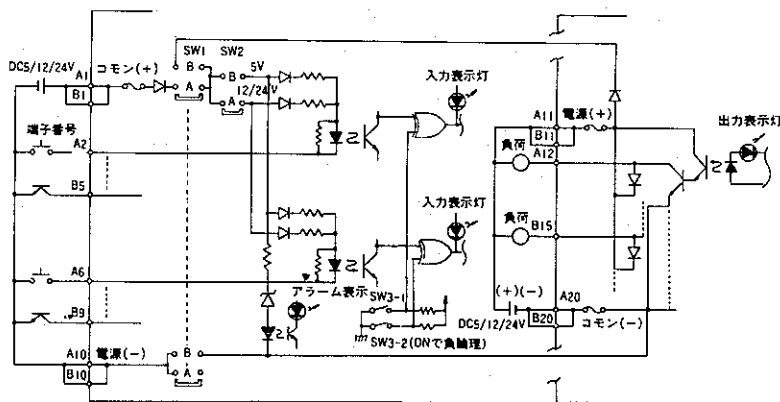 SW1 SW2
DC5/12/24V
A1
コモン(+)
B
B
5V
B1
A
A
12/24V
端子番号
A2
B5
入力表示灯
入力表示灯
A6
アラーム表示
B9
SW3-1
SW3-2(ONで負論理)
A10
電源(-)
B10
B
A
A11
電源(+)
B11
負荷
A12
負荷
B15
出力表示灯
(+)(-)
A20
DC5/12/24V
B20
コモン(-)